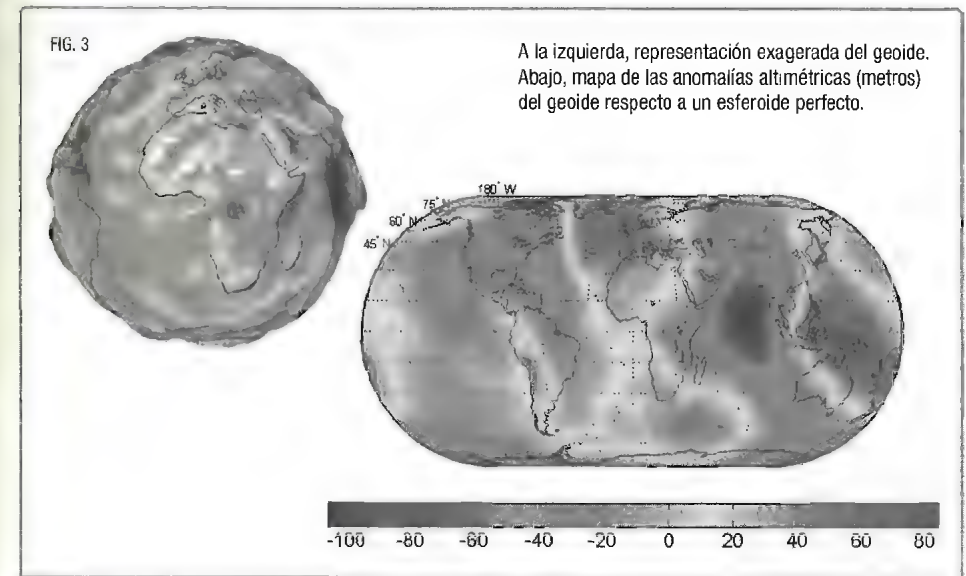 FIG. 3
A la izquierda, representación exagerada del geoide.
Abajo, mapa de las anomalías altimétricas (metros)
del geoide respecto a un esferoide perfecto.
180° W
75° N
60° N
45° N
-100 -80 -60 -40 -20 0 20 40 60 80